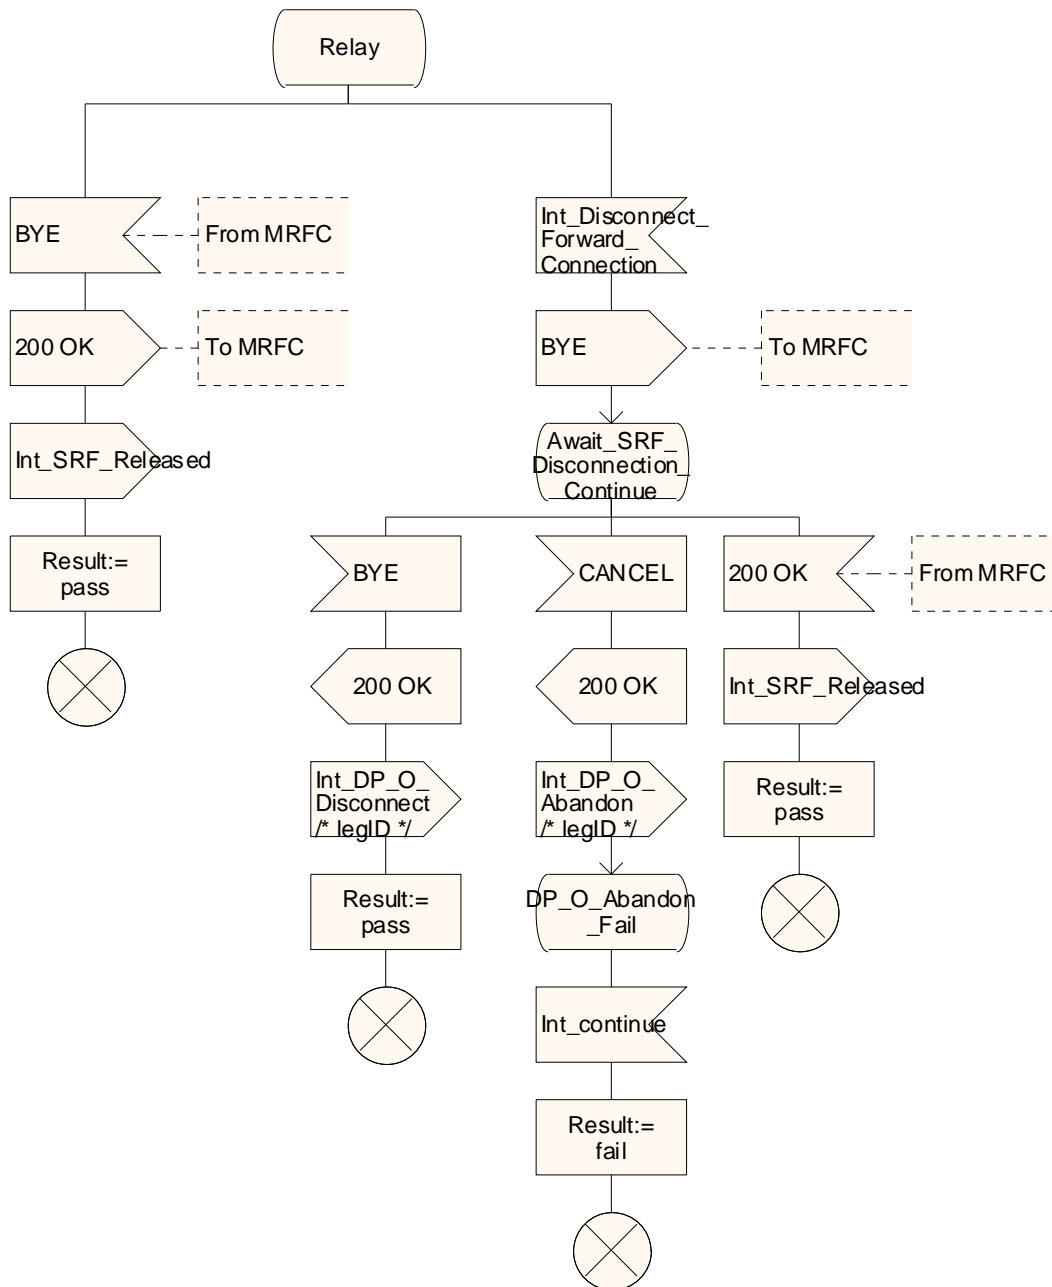 Relay
BYE
From MRFC
Int_Disconnect_
Forward_
Connection
200 OK
To MRFC
BYE
To MRFC
Int_SRF_Released
Await_SRF_
Disconnection_
Continue
Result:=
pass
BYE
CANCEL
200 OK
From MRFC
200 OK
200 OK
Int_SRF_Released
Int_DP_O_
Disconnect
/* legID */
Int_DP_O_
Abandon
/* legID */
Result:=
pass
Result:=
pass
DP_O_Abandon
_Fail
Int_continue
Result:=
fail